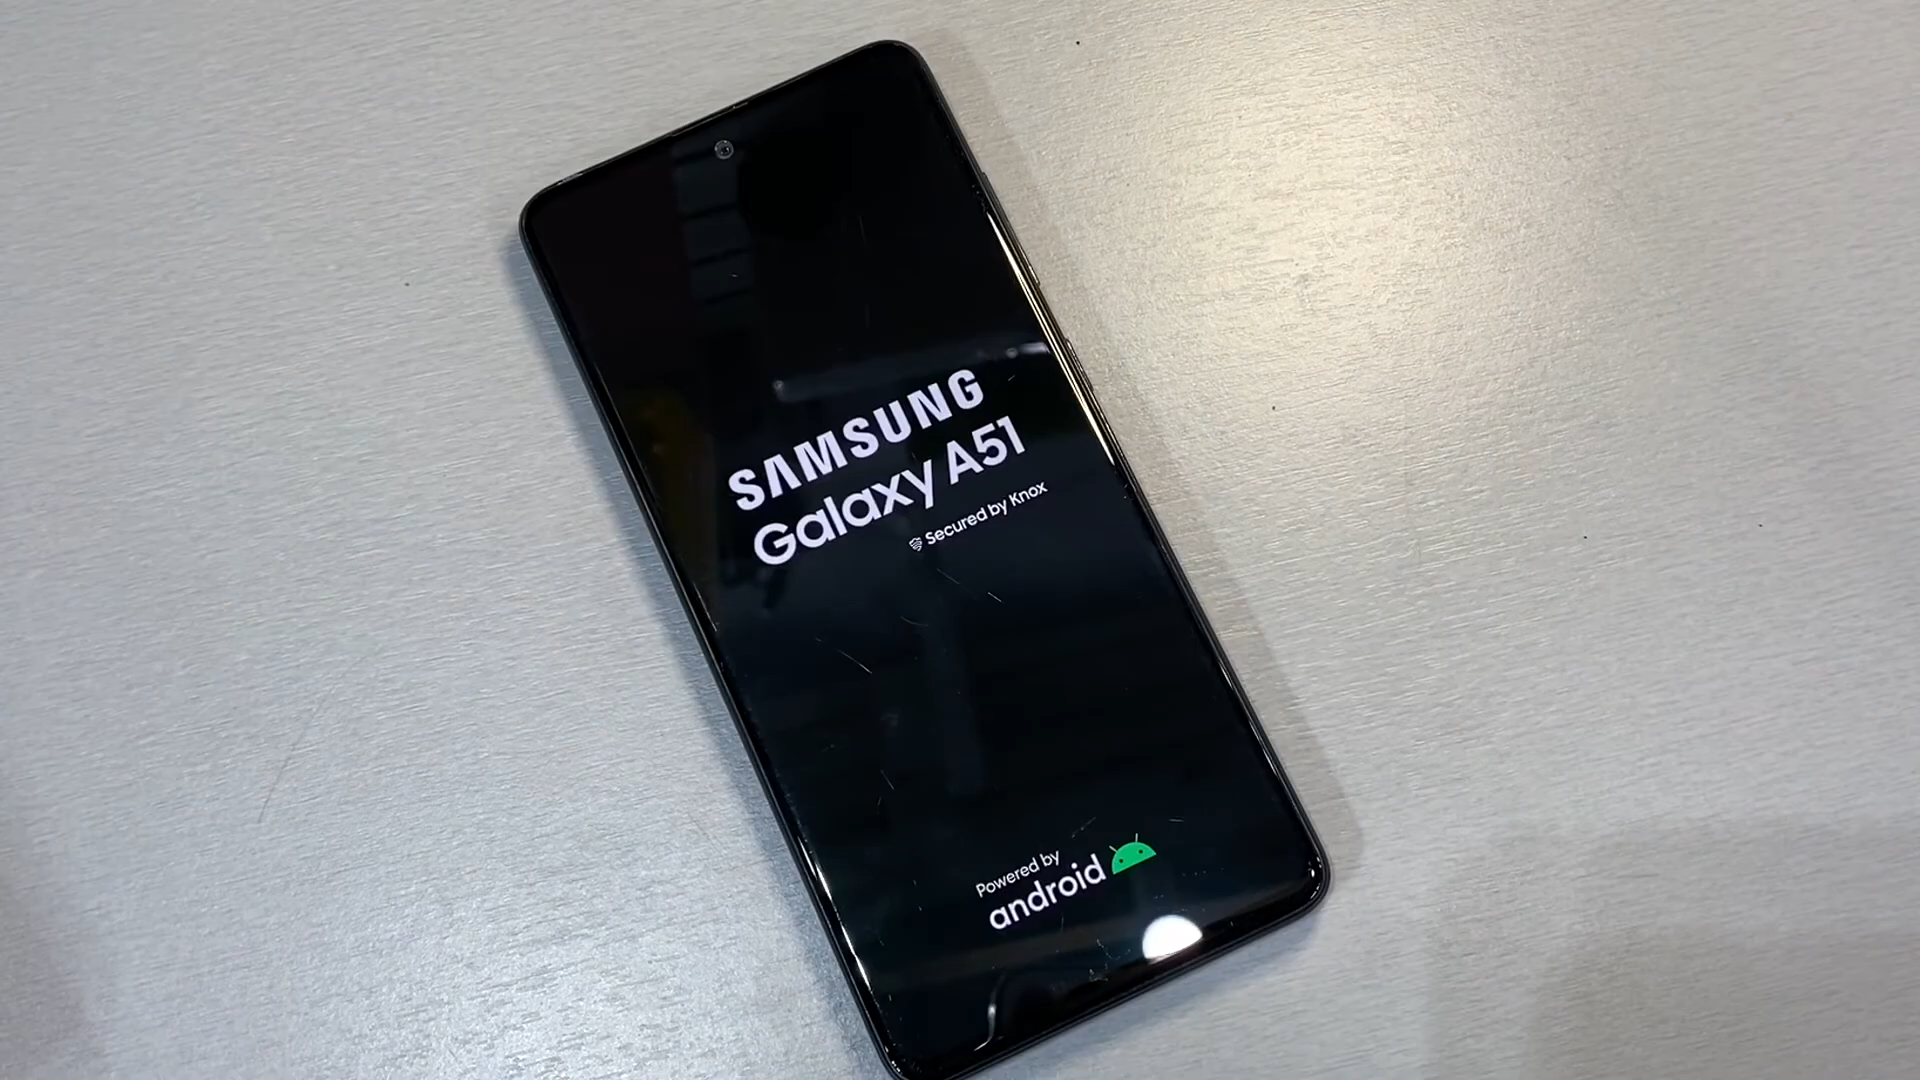 SAMSUNG
Galaxy A51
Secured by Knox
Powered by
android